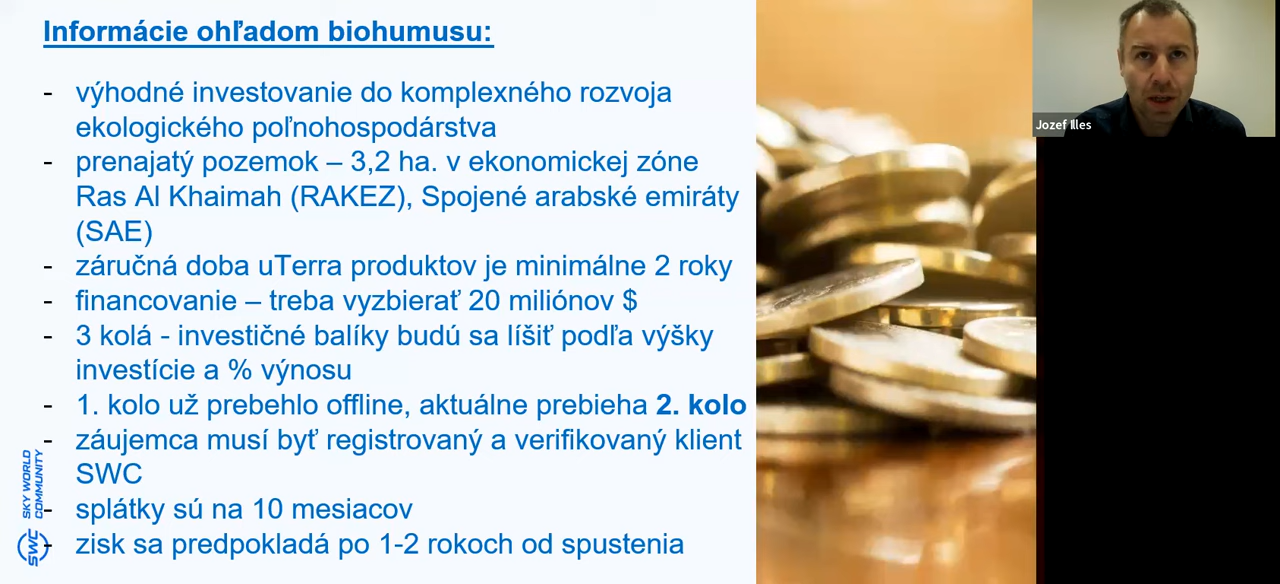 Informácie ohľadom biohumusu:
- výhodné investovanie do komplexného rozvoja
ekologického poľnohospodárstva
- prenajatý pozemok – 3,2 ha. v ekonomickej zóne
Ras Al Khaimah (RAKEZ), Spojené arabské emiráty
(SAE)
- záručná doba uTerra produktov je minimálne 2 roky
- financovanie – treba vyzbierať 20 miliónov $
- 3 kolá - investičné balíky budú sa líšiť podľa výšky
investície a % výnosu
- 1. kolo už prebehlo offline, aktuálne prebieha 2. kolo
- záujemca musí byť registrovaný a verifikovaný klient
SWC
- splátky sú na 10 mesiacov
- zisk sa predpokladá po 1-2 rokoch od spustenia
SWC
SKY WORLD
COMMUNITY
Jozef Illes